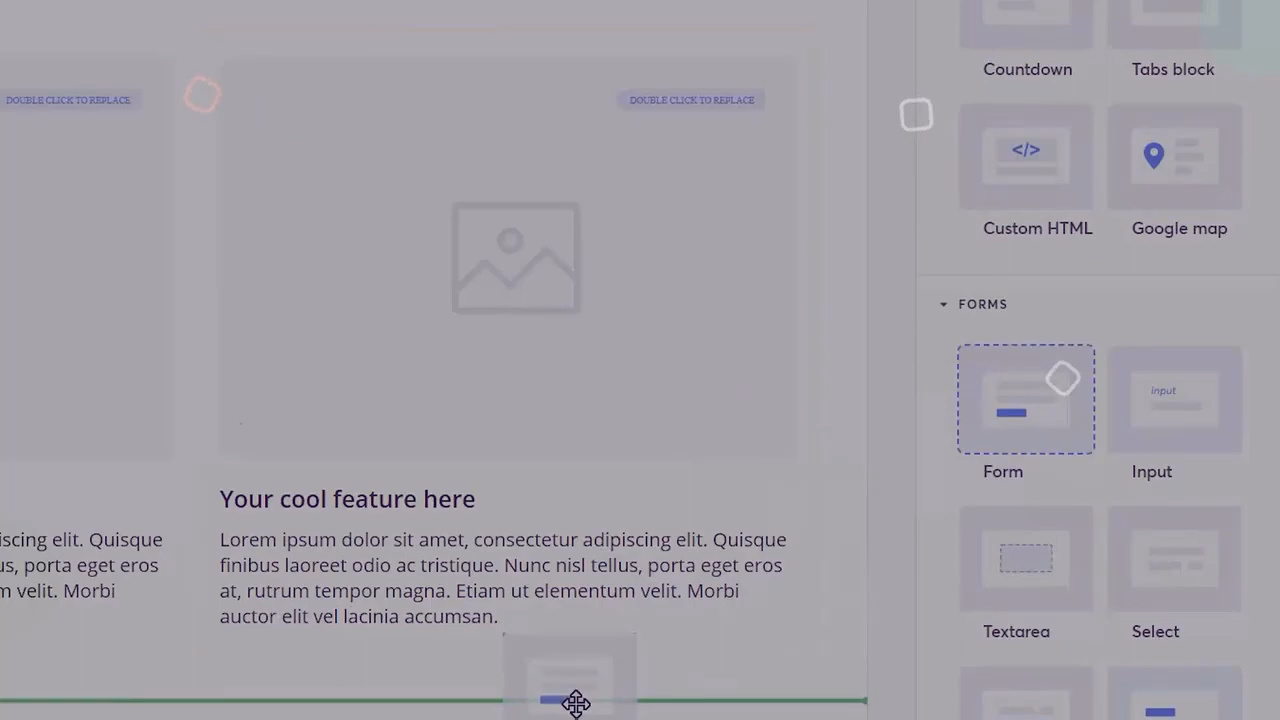 DOUBLE CLICK TO REPLACE
DOUBLE CLICK TO REPLACE
iscing elit. Quisque
us, porta eget eros
m velit. Morbi
Your cool feature here
Lorem ipsum dolor sit amet, consectetur adipiscing elit. Quisque
finibus laoreet odio ac tristique. Nunc nisl tellus, porta eget eros
at, rutrum tempor magna. Etiam ut elementum velit. Morbi
auctor elit vel lacinia accumsan.
Countdown
Tabs block
</>
Custom HTML
Google map
FORMS
input
Form
Input
Textarea
Select